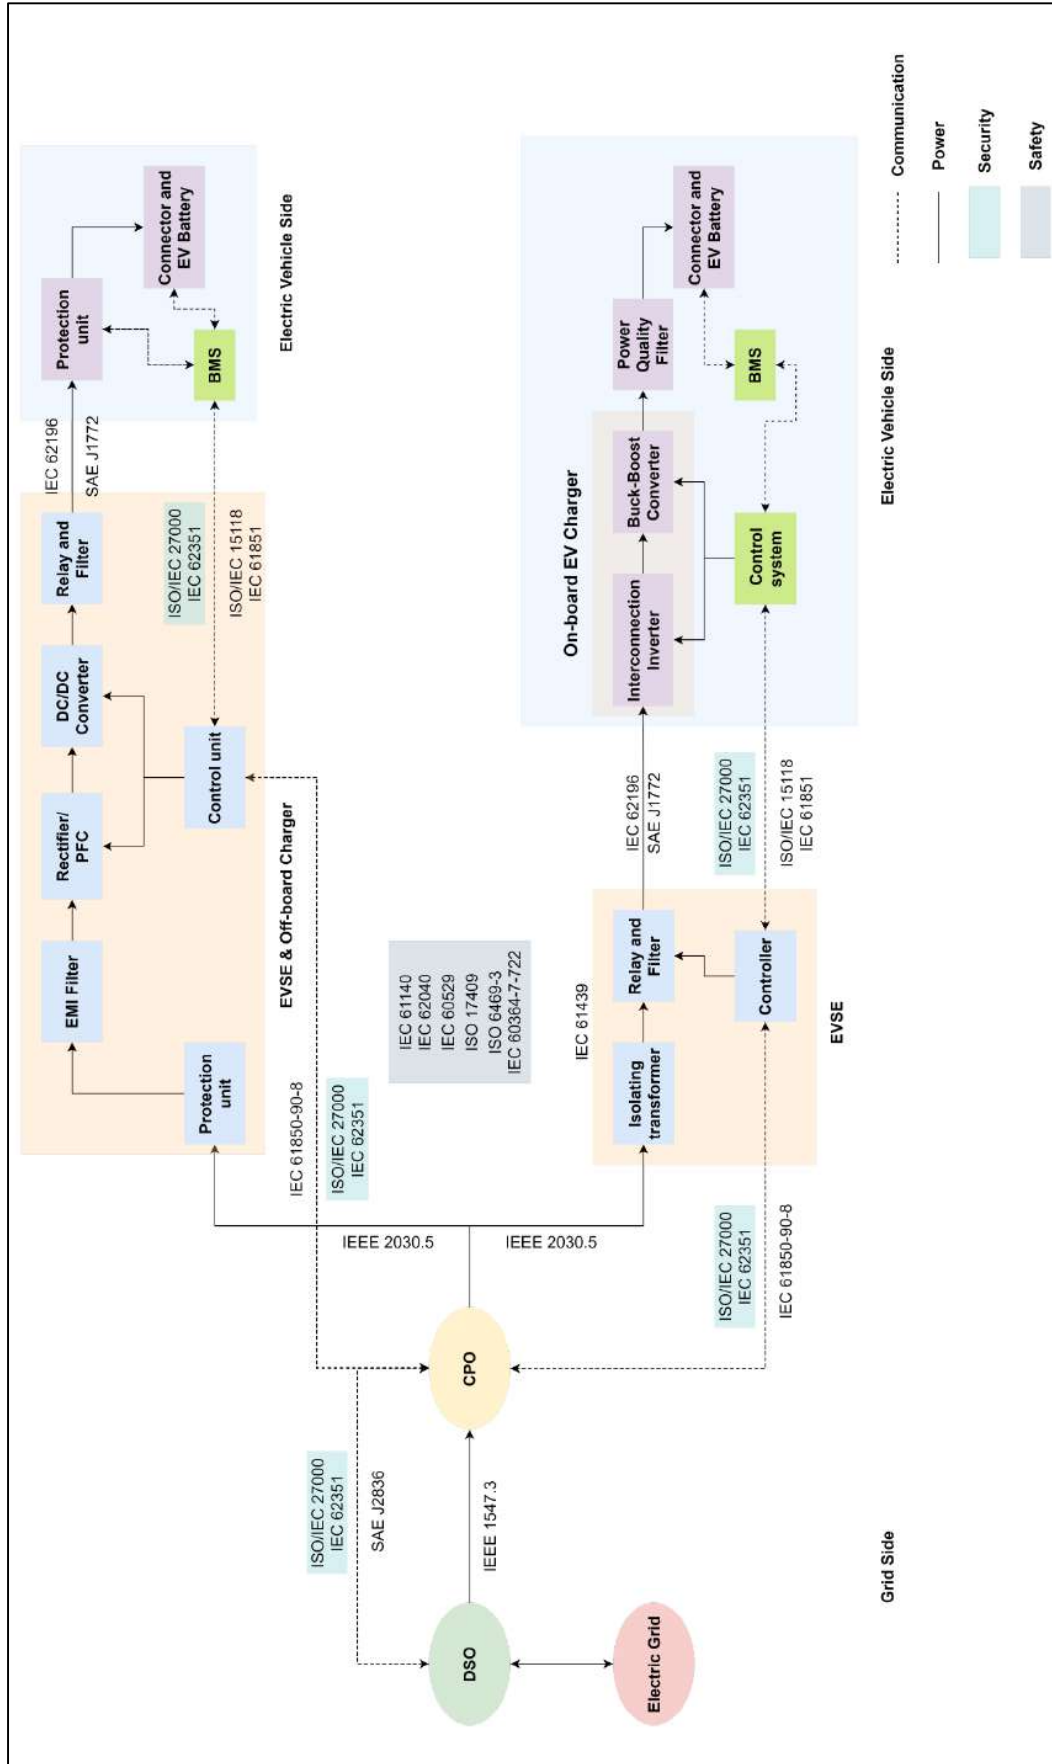 Protection
unit
EMI Filter
Rectifier/
PFC
DC/DC
Converter
Relay and
Filter
IEC 62196
SAE J1772
Protection
unit
Connector and
EV Battery
BMS
Electric Vehicle Side
Control unit
ISO/IEC 27000
IEC 62351
ISO/IEC 15118
IEC 61851
EVSE & Off-board Charger
IEC 61850-90-8
ISO/IEC 27000
IEC 62351
ISO/IEC 27000
IEC 62351
SAE J2836
IEEE 2030.5
IEEE 2030.5
IEC 61140
IEC 62040
IEC 60529
ISO 17409
ISO 6469-3
IEC 60364-7-722
DSO
IEEE 1547.3
CPO
Electric Grid
Grid Side
IEC 61439
Isolating
transformer
Relay and
Filter
Controller
EVSE
IEC 62196
SAE J1772
On-board EV Charger
Interconnection
Inverter
Buck-Boost
Converter
Power
Quality
Filter
Connector and
EV Battery
BMS
Control
system
Electric Vehicle Side
ISO/IEC 27000
IEC 62351
ISO/IEC 15118
IEC 61851
ISO/IEC 27000
IEC 62351
IEC 61850-90-8
Communication
Power
Security
Safety